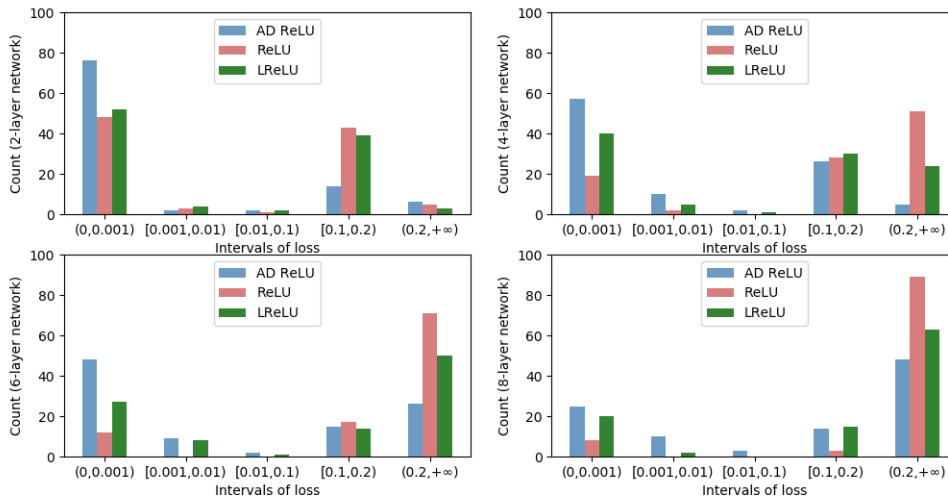 100
80
60
40
20
0
Count (2-layer network)
AD ReLU
ReLU
LReLU
(0,0.001) [0.001,0.01) [0.01,0.1) [0.1,0.2) (0.2,+∞)
Intervals of loss
100
80
60
40
20
0
Count (4-layer network)
AD ReLU
ReLU
LReLU
(0,0.001) [0.001,0.01) [0.01,0.1) [0.1,0.2) (0.2,+∞)
Intervals of loss
100
80
60
40
20
0
Count (6-layer network)
AD ReLU
ReLU
LReLU
(0,0.001) [0.001,0.01) [0.01,0.1) [0.1,0.2) (0.2,+∞)
Intervals of loss
100
80
60
40
20
0
Count (8-layer network)
AD ReLU
ReLU
LReLU
(0,0.001) [0.001,0.01) [0.01,0.1) [0.1,0.2) (0.2,+∞)
Intervals of loss